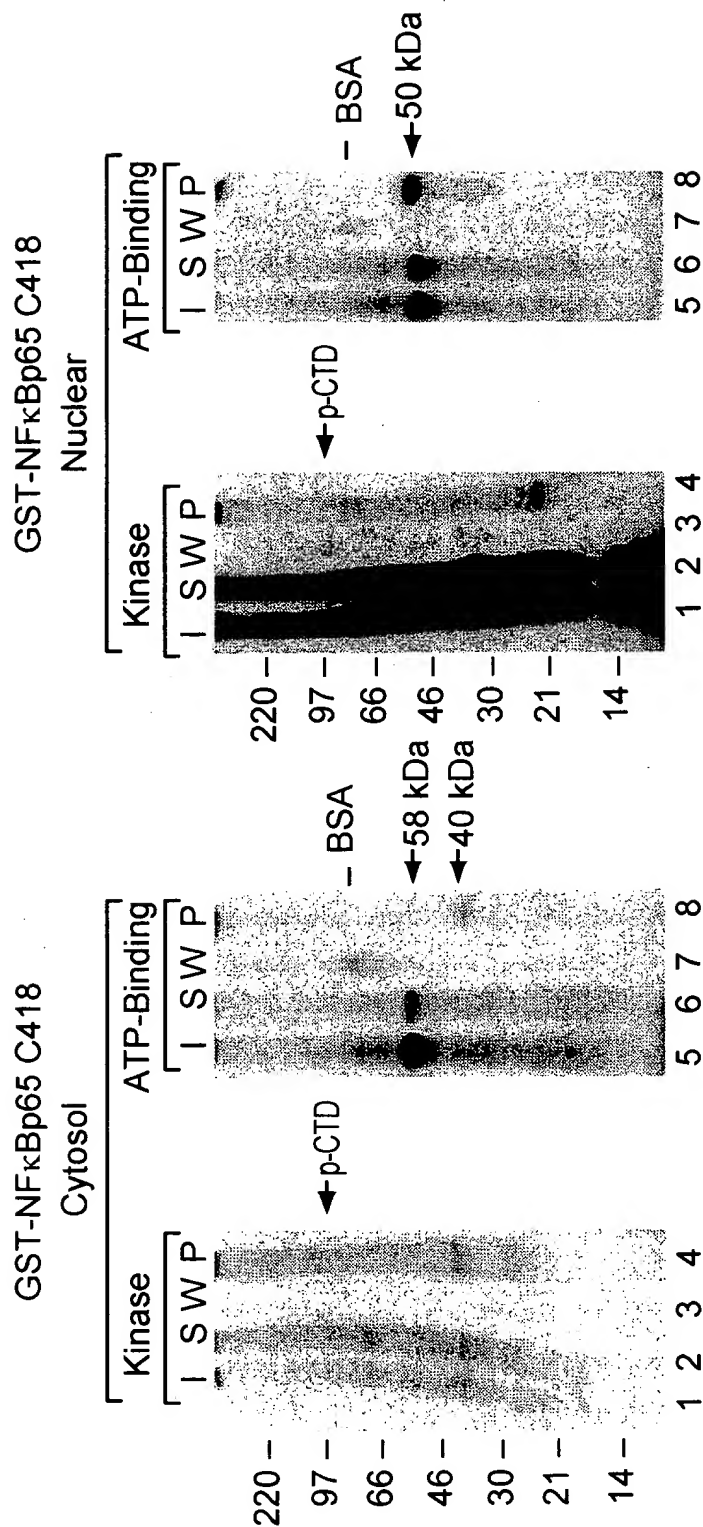 GST-NFκBp65 C418
Cytosol
Kinase
ATP-Binding
I S W P
I S W P
220 –
97 –
66 –
46 –
30 –
21 –
14 –
p-CTD
– BSA
58 kDa
40 kDa
1 2 3 4
5 6 7 8
GST-NFκBp65 C418
Nuclear
Kinase
ATP-Binding
I S W P
I S W P
220 –
97 –
66 –
46 –
30 –
21 –
14 –
p-CTD
– BSA
50 kDa
1 2 3 4
5 6 7 8